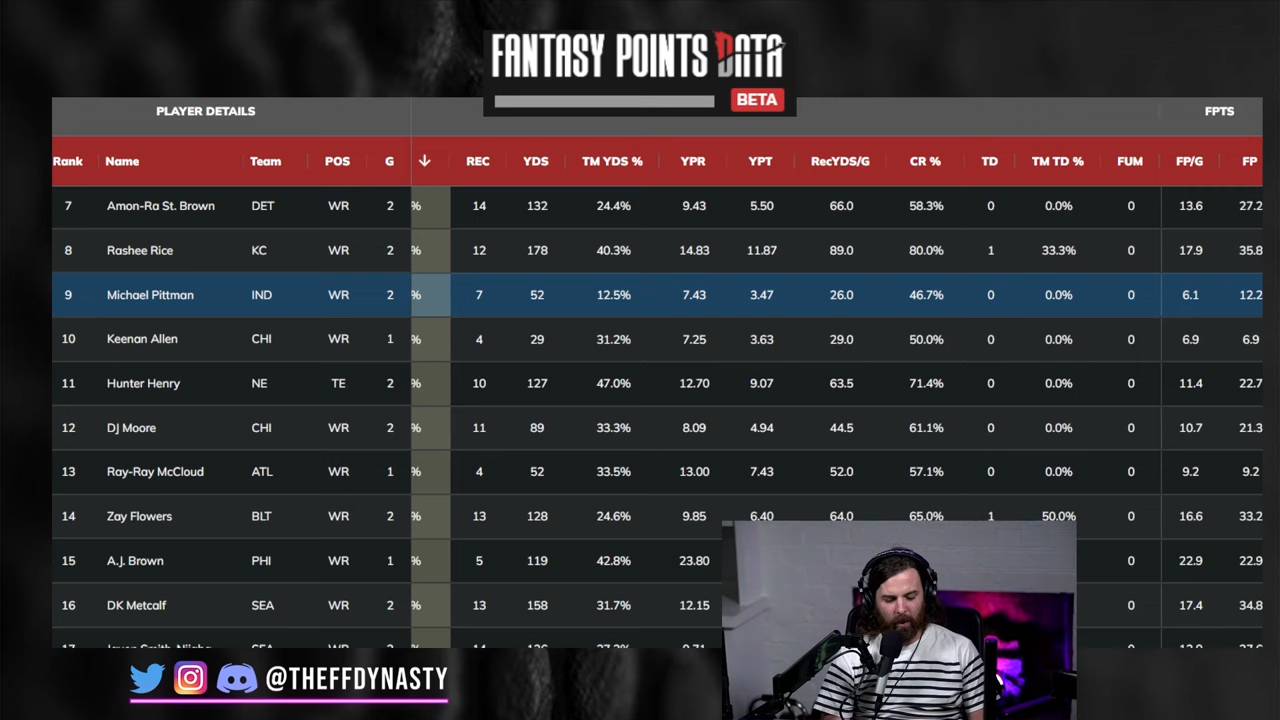 FANTASY POINTS DATA
BETA
PLAYER DETAILS FPTS
Rank Name Team POS G REC YDS TM YDS % YPR YPT RecYDS/G CR % TD TM TD % FUM FP/G FP
7 Amon-Ra St. Brown DET WR 2 % 14 132 24.4% 9.43 5.50 66.0 58.3% 0 0.0% 0 13.6 27.2
8 Rashee Rice KC WR 2 % 12 178 40.3% 14.83 11.87 89.0 80.0% 1 33.3% 0 17.9 35.8
9 Michael Pittman IND WR 2 % 7 52 12.5% 7.43 3.47 26.0 46.7% 0 0.0% 0 6.1 12.2
10 Keenan Allen CHI WR 1 % 4 29 31.2% 7.25 3.63 29.0 50.0% 0 0.0% 0 6.9 6.9
11 Hunter Henry NE TE 2 % 10 127 47.0% 12.70 9.07 63.5 71.4% 0 0.0% 0 11.4 22.7
12 DJ Moore CHI WR 2 % 11 89 33.3% 8.09 4.94 44.5 61.1% 0 0.0% 0 10.7 21.3
13 Ray-Ray McCloud ATL WR 1 % 4 52 33.5% 13.00 7.43 52.0 57.1% 0 0.0% 0 9.2 9.2
14 Zay Flowers BLT WR 2 % 13 128 24.6% 9.85 6.40 64.0 65.0% 1 50.0% 0 16.6 33.2
15 A.J. Brown PHI WR 1 % 5 119 42.8% 23.80 0 22.9 22.9
16 DK Metcalf SEA WR 2 % 13 158 31.7% 12.15 0 17.4 34.8
@THEFFDYNASTY